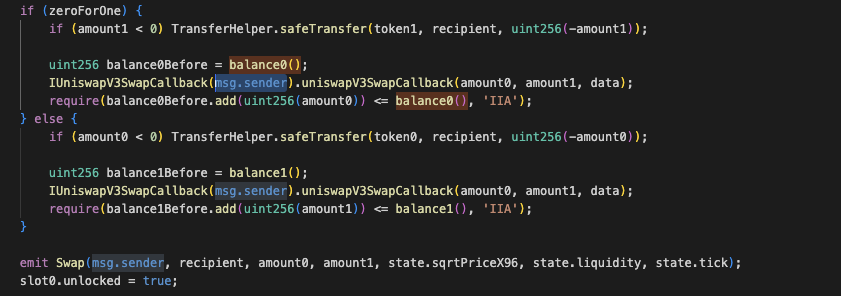 if (zeroForOne) {
if (amount1 < 0) TransferHelper.safeTransfer(token1, recipient, uint256(-amount1));
uint256 balance0Before = balance0();
IUniswapV3SwapCallback(msg.sender).uniswapV3SwapCallback(amount0, amount1, data);
require(balance0Before.add(uint256(amount0)) <= balance0(), 'IIA');
} else {
if (amount0 < 0) TransferHelper.safeTransfer(token0, recipient, uint256(-amount0));
uint256 balance1Before = balance1();
IUniswapV3SwapCallback(msg.sender).uniswapV3SwapCallback(amount0, amount1, data);
require(balance1Before.add(uint256(amount1)) <= balance1(), 'IIA');
}
emit Swap(msg.sender, recipient, amount0, amount1, state.sqrtPriceX96, state.liquidity, state.tick);
slot0.unlocked = true;